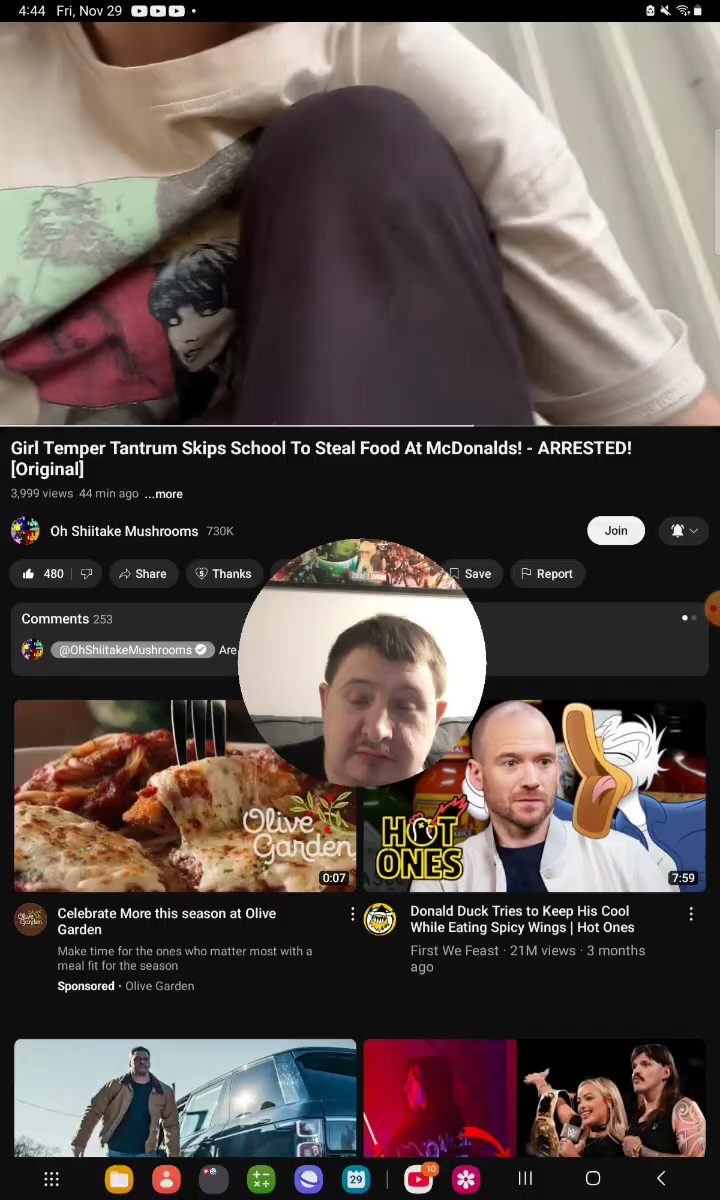 4:44 Fri, Nov 29
Girl Temper Tantrum Skips School To Steal Food At McDonalds! - ARRESTED!
[Original]
3,999 views 44 min ago ...more
Oh Shiitake Mushrooms 730K
Join
480
Share
Thanks
Save
Report
Comments 253
@OhShiitakeMushrooms Are
Olive
Garden
0:07
HOT
ONES
7:59
Olive
Garden
Celebrate More this season at Olive
Garden
Make time for the ones who matter most with a
meal fit for the season
Sponsored · Olive Garden
Donald Duck Tries to Keep His Cool
While Eating Spicy Wings | Hot Ones
First We Feast · 21M views · 3 months
ago
29
10